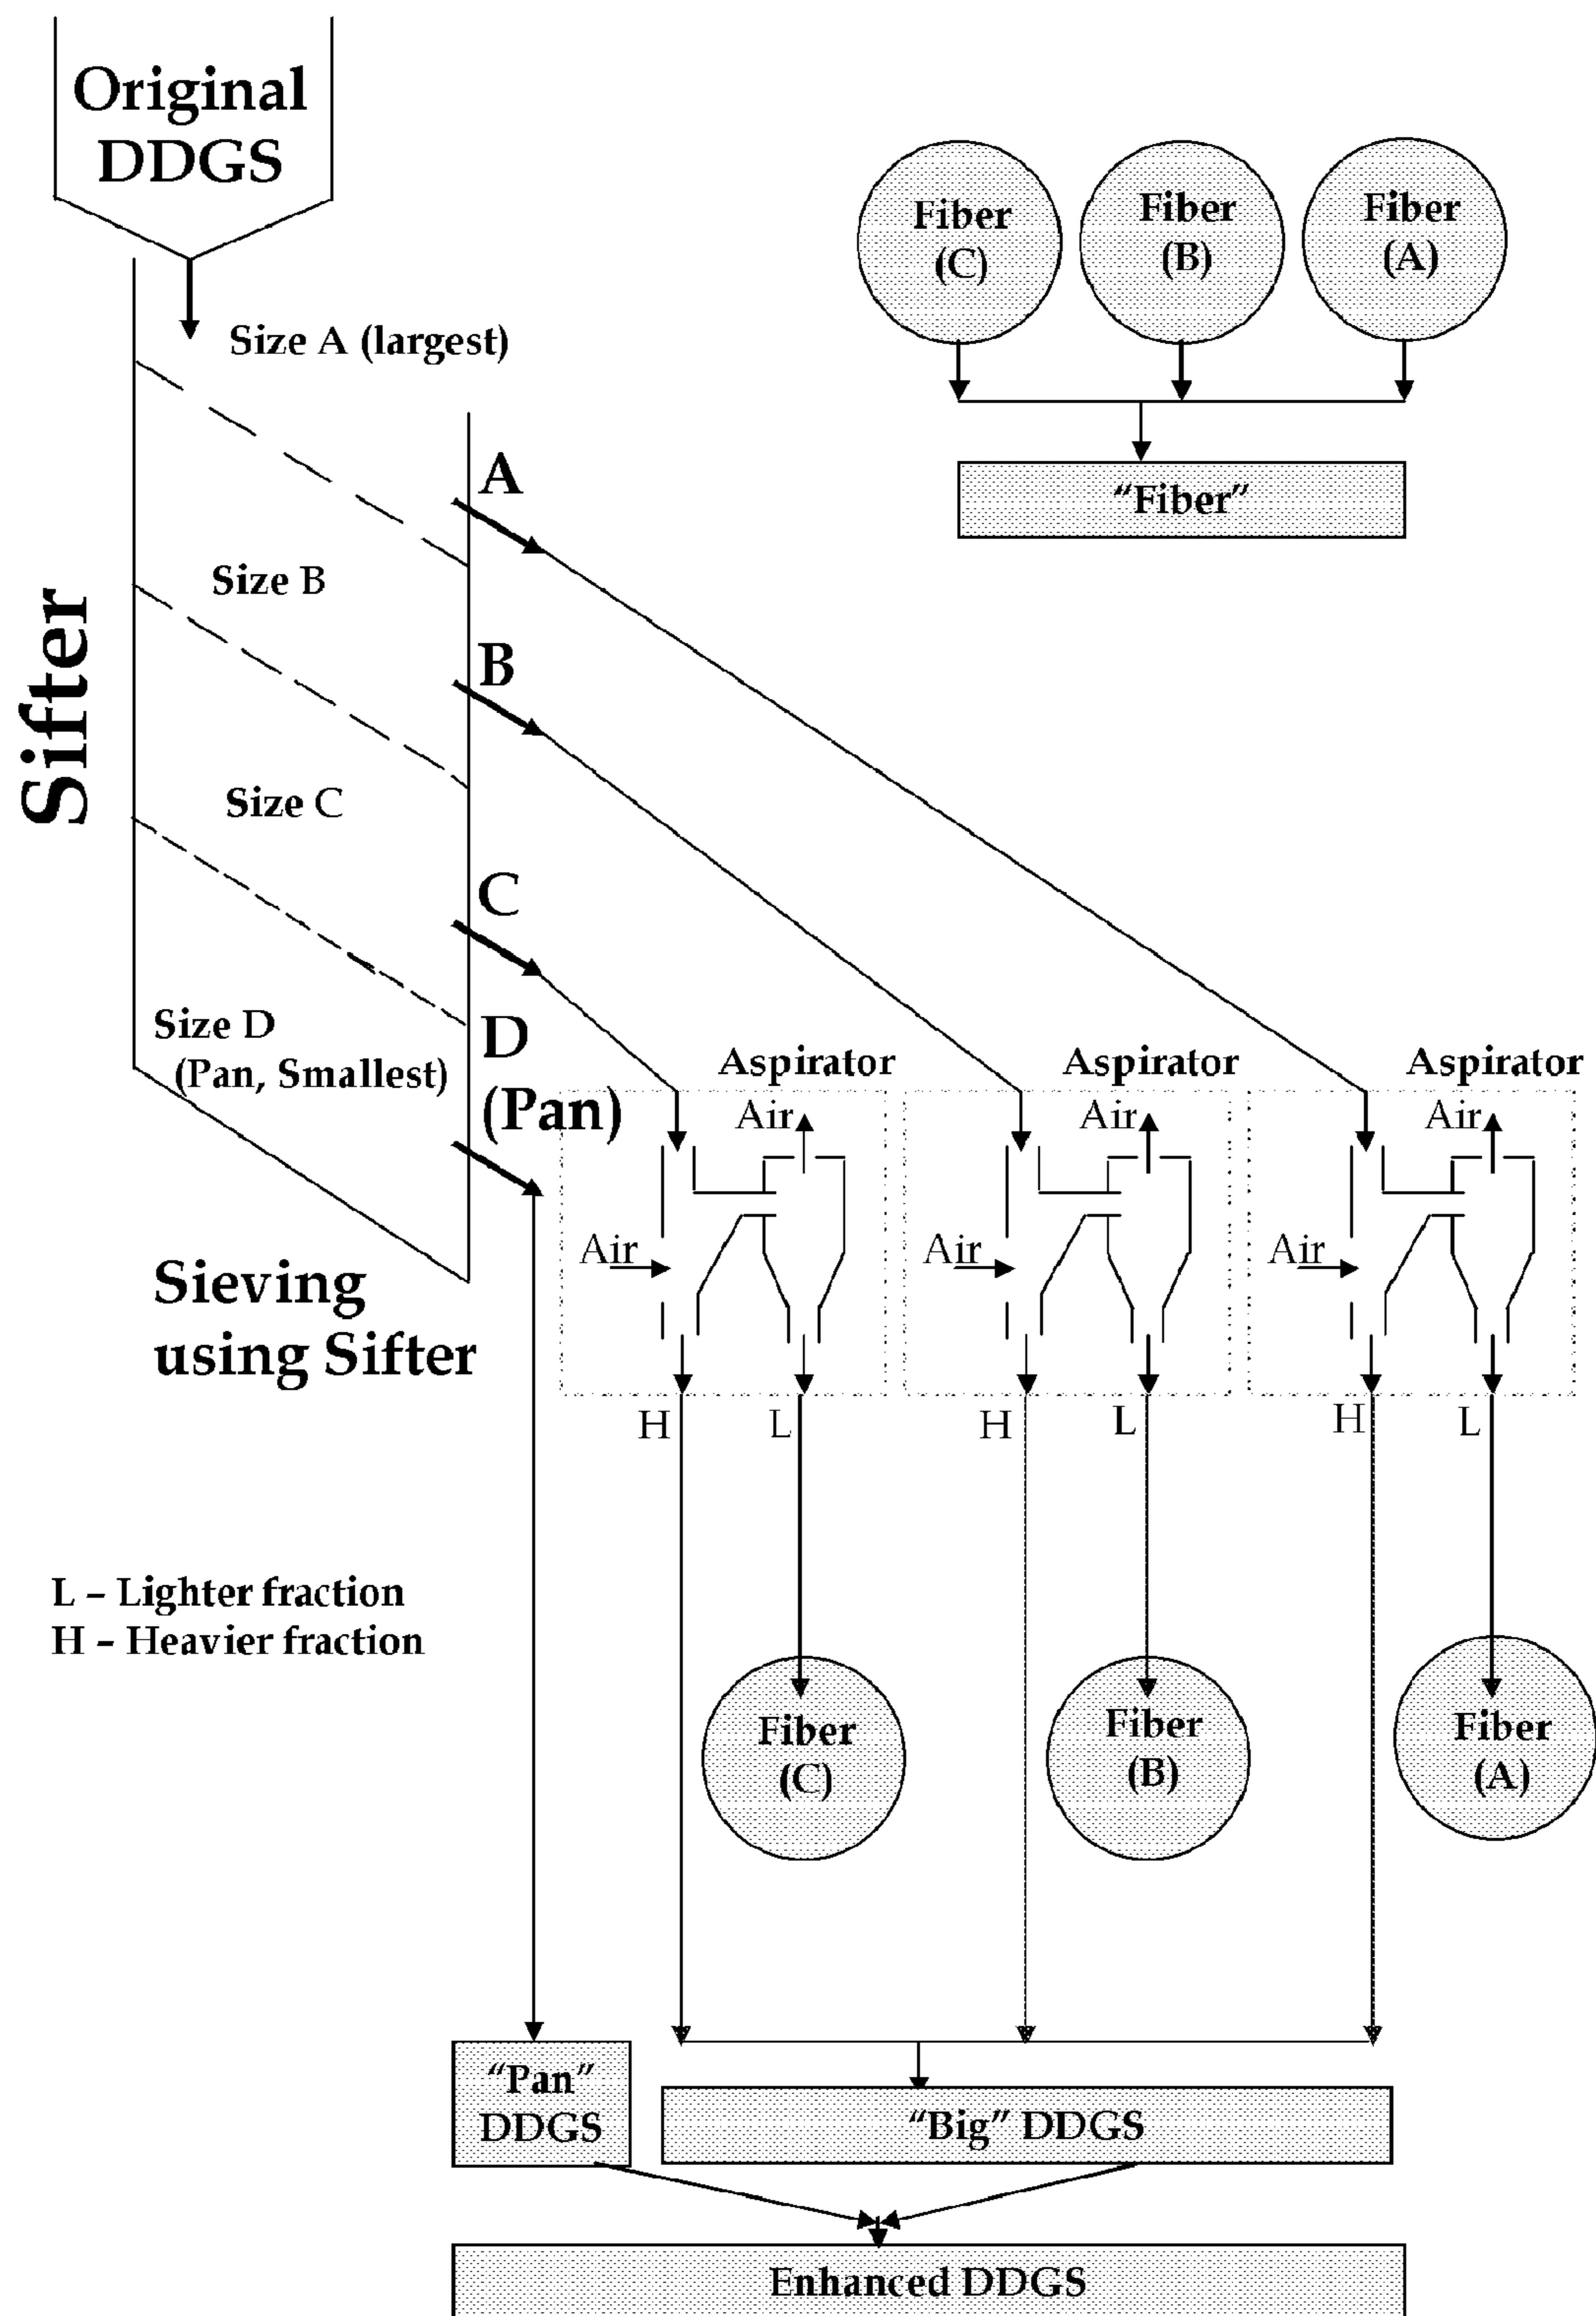 Original
DDGS
Fiber
(C)
Fiber
(B)
Fiber
(A)
"Fiber"
Size A (largest)
A
Size B
B
Sifter
Size C
C
Size D
(Pan, Smallest)
D
(Pan)
Sieving
using Sifter
Aspirator
Air
Air
H
L
Aspirator
Air
Air
H
L
Aspirator
Air
Air
H
L
L – Lighter fraction
H – Heavier fraction
Fiber
(C)
Fiber
(B)
Fiber
(A)
"Pan"
DDGS
"Big" DDGS
Enhanced DDGS